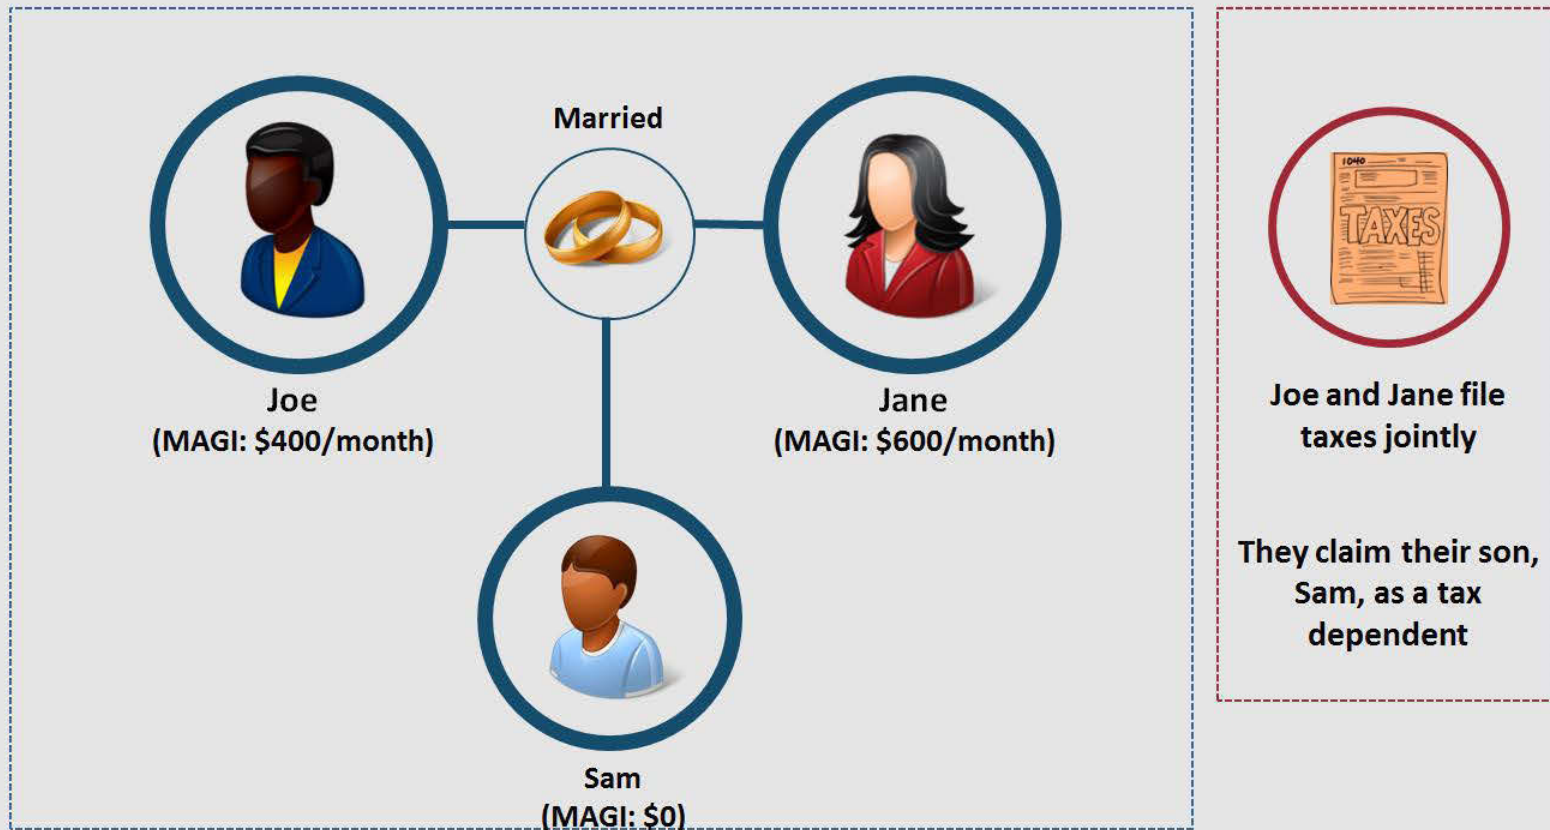 Married
Joe
(MAGI: $400/month)
Jane
(MAGI: $600/month)
Sam
(MAGI: $0)
1040
TAXES
Joe and Jane file
taxes jointly
They claim their son,
Sam, as a tax
dependent